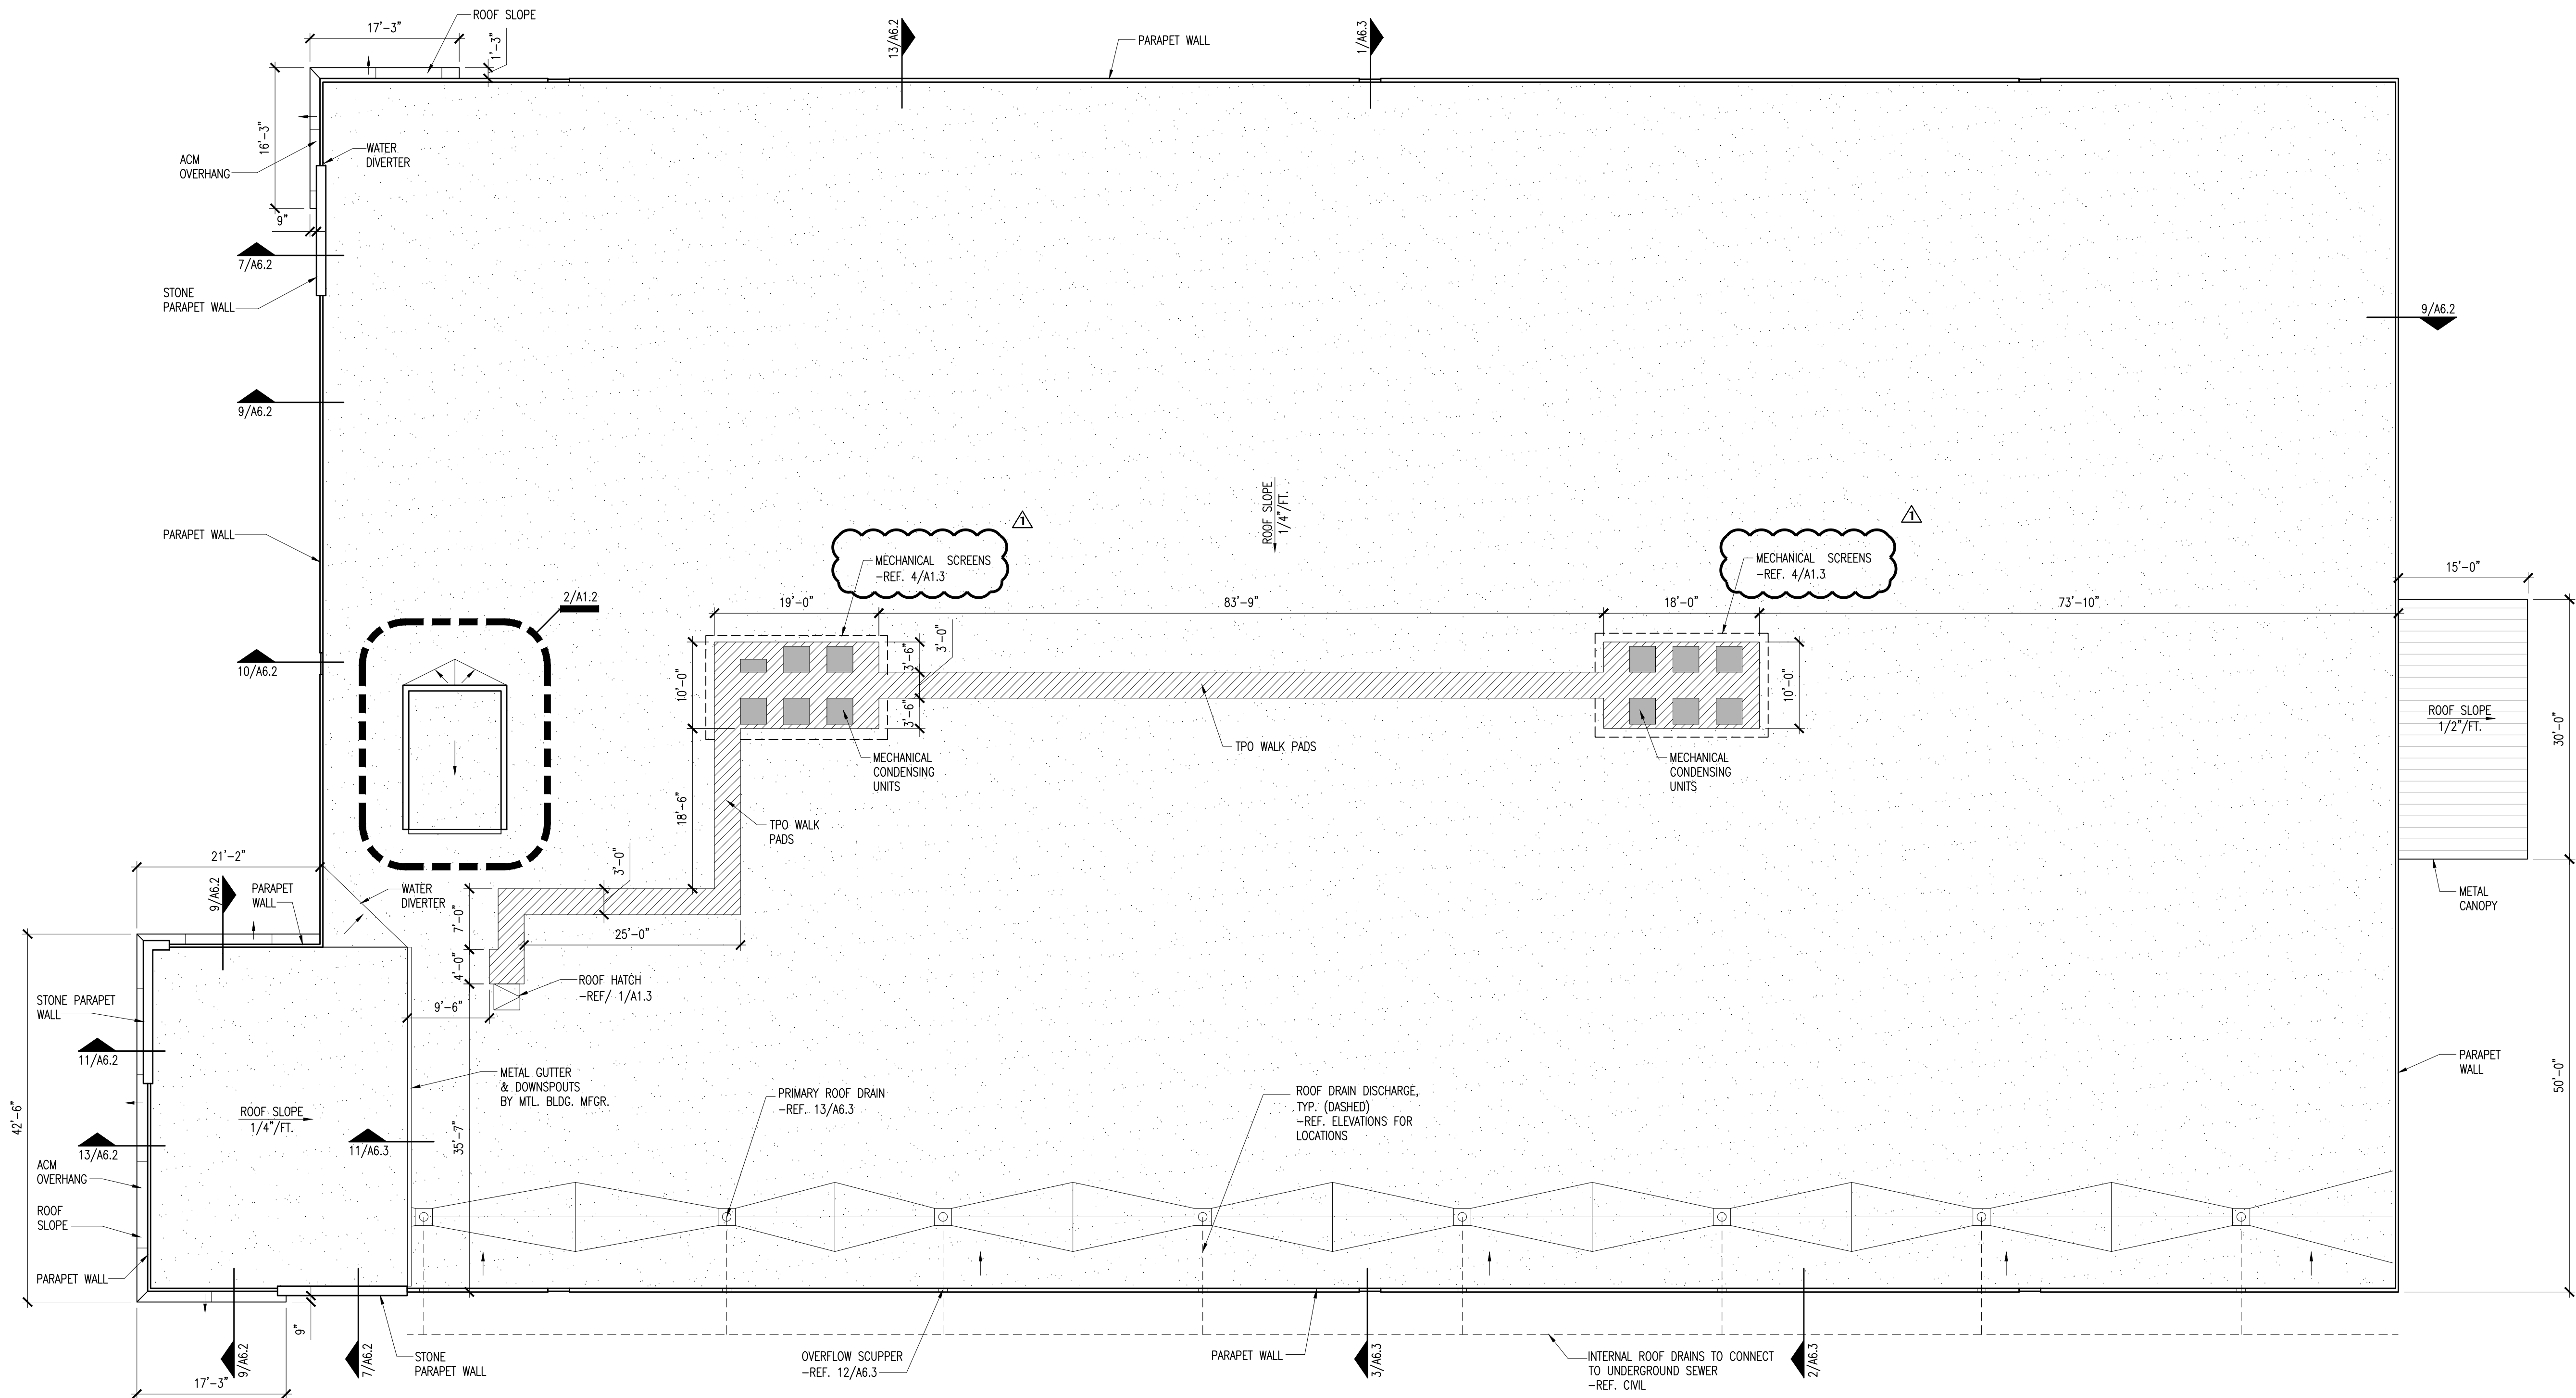 17'-3"
ROOF SLOPE
1'-3"
13/A6.2
PARAPET WALL
1/A6.3
16'-3"
ACM
OVERHANG
WATER
DIVERTER
9"
7/A6.2
STONE
PARAPET WALL
9/A6.2
9/A6.2
PARAPET WALL
ROOF SLOPE
1/4"/FT.
1
MECHANICAL SCREENS
-REF. 4/A1.3
1
MECHANICAL SCREENS
-REF. 4/A1.3
2/A1.2
19'-0"
83'-9"
18'-0"
73'-10"
15'-0"
10/A6.2
10'-0"
3'-6"
3'-0"
3'-6"
10'-0"
ROOF SLOPE
1/2"/FT.
30'-0"
TPO WALK PADS
MECHANICAL
CONDENSING
UNITS
MECHANICAL
CONDENSING
UNITS
18'-6"
TPO WALK
PADS
21'-2"
3'-0"
9/A6.2
PARAPET
WALL
WATER
DIVERTER
METAL
CANOPY
7'-0"
25'-0"
4'-0"
ROOF HATCH
-REF/ 1/A1.3
9'-6"
STONE PARAPET
WALL
11/A6.2
METAL GUTTER
& DOWNSPOUTS
BY MTL. BLDG. MFGR.
PRIMARY ROOF DRAIN
-REF. 13/A6.3
ROOF DRAIN DISCHARGE,
TYP. (DASHED)
-REF. ELEVATIONS FOR
LOCATIONS
PARAPET
WALL
50'-0"
42'-6"
ROOF SLOPE
1/4"/FT.
13/A6.2
11/A6.3
35'-7"
ACM
OVERHANG
ROOF
SLOPE
PARAPET WALL
9"
9/A6.2
7/A6.2
STONE
PARAPET WALL
OVERFLOW SCUPPER
-REF. 12/A6.3
PARAPET WALL
3/A6.3
INTERNAL ROOF DRAINS TO CONNECT
TO UNDERGROUND SEWER
-REF. CIVIL
2/A6.3
17'-3"